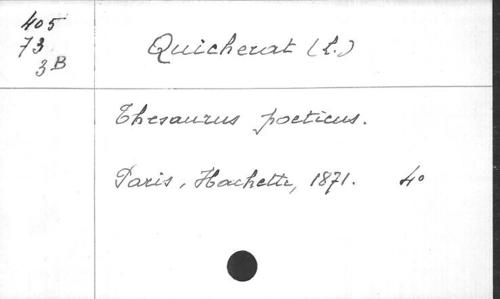 405
73
3B
Quicherat (L.)
Thesaurus poeticus.
Paris, Hachette, 1871. 4°